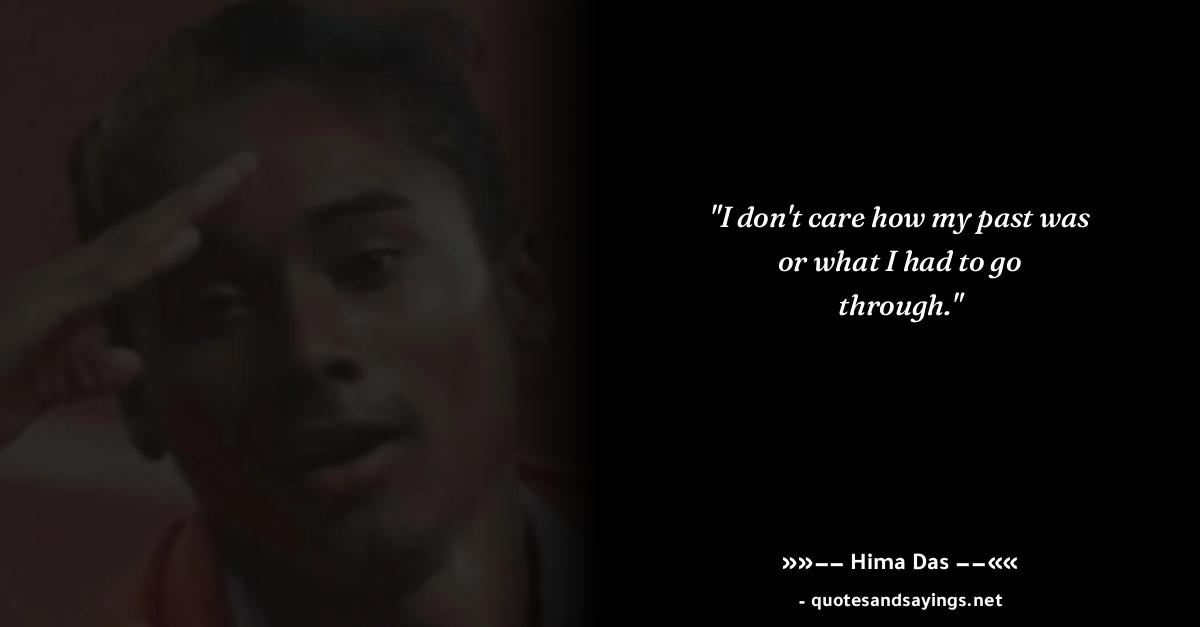 "I don't care how my past was
or what I had to go
through."
»»—— Hima Das ——««
- quotesandsayings.net